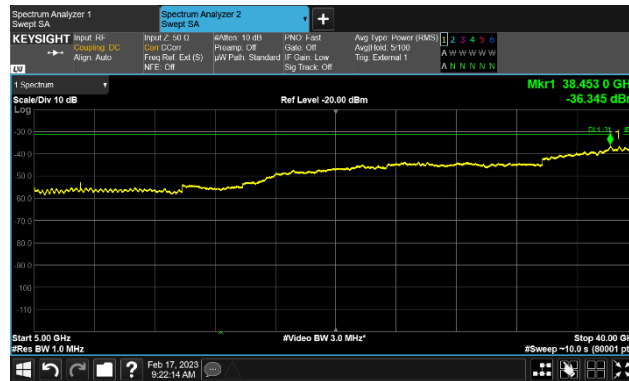 Spectrum Analyzer 1
Swept SA
Spectrum Analyzer 2
Swept SA
+
KEYSIGHT
Input: RF
Coupling: DC
Align: Auto
Input Z: 50 Ω
Corr CCorr
Freq Ref: Ext (S)
NFE: Off
#Atten: 10 dB
Preamp: Off
µW Path: Standard
PNO: Fast
Gate: Off
IF Gain: Low
Sig Track: Off
Avg Type: Power (RMS)
Avg|Hold: 5/100
Trig: External 1
1 2 3 4 5 6
A W W W W W
A N N N N N
LXI
1 Spectrum
Scale/Div 10 dB
Log
Ref Level -20.00 dBm
Mkr1 38.453 0 GH
-36.345 dBr
1
-30.0
-40.0
-50.0
-60.0
-70.0
-80.0
-90.0
-100
-110
Start 5.00 GHz
#Res BW 1.0 MHz
#Video BW 3.0 MHz*
Stop 40.00 G
#Sweep ~10.0 s (80001 pt
?
Feb 17, 2023
9:22:14 AM